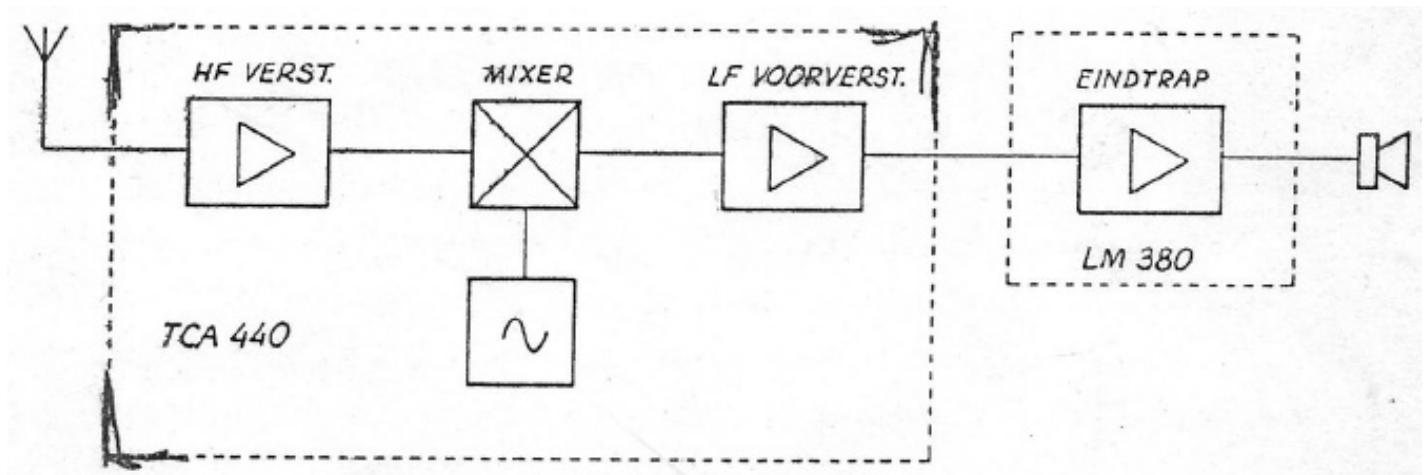 HF VERST.
MIXER
LF VOORVERST.
EINDTRAP
TCA 440
LM 380